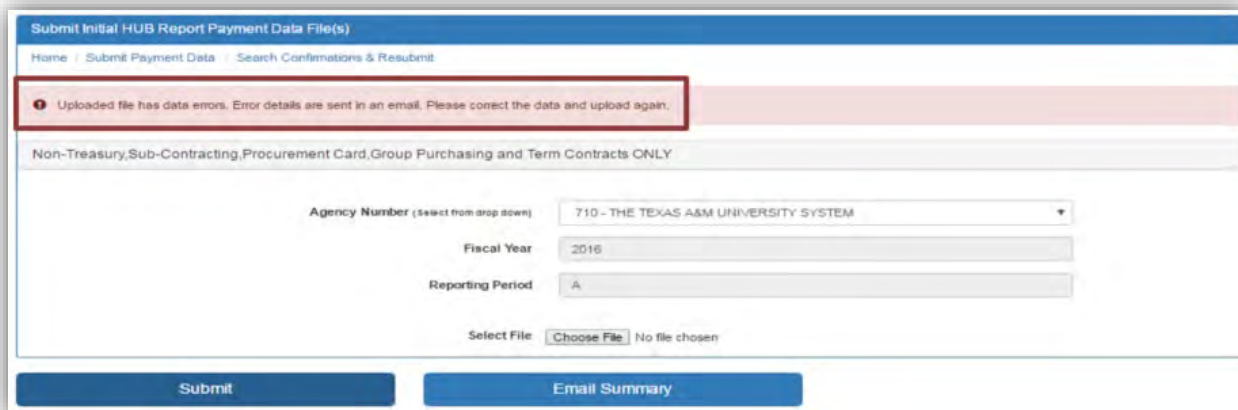 Submit Initial HUB Report Payment Data File(s)
Home / Submit Payment Data / Search Confirmations & Resubmit
Uploaded file has data errors. Error details are sent in an email. Please correct the data and upload again.
Non-Treasury,Sub-Contracting,Procurement Card,Group Purchasing and Term Contracts ONLY
Agency Number (Select from drop down) 710 - THE TEXAS A&M UNIVERSITY SYSTEM
Fiscal Year 2016
Reporting Period A
Select File Choose File No file chosen
Submit Email Summary